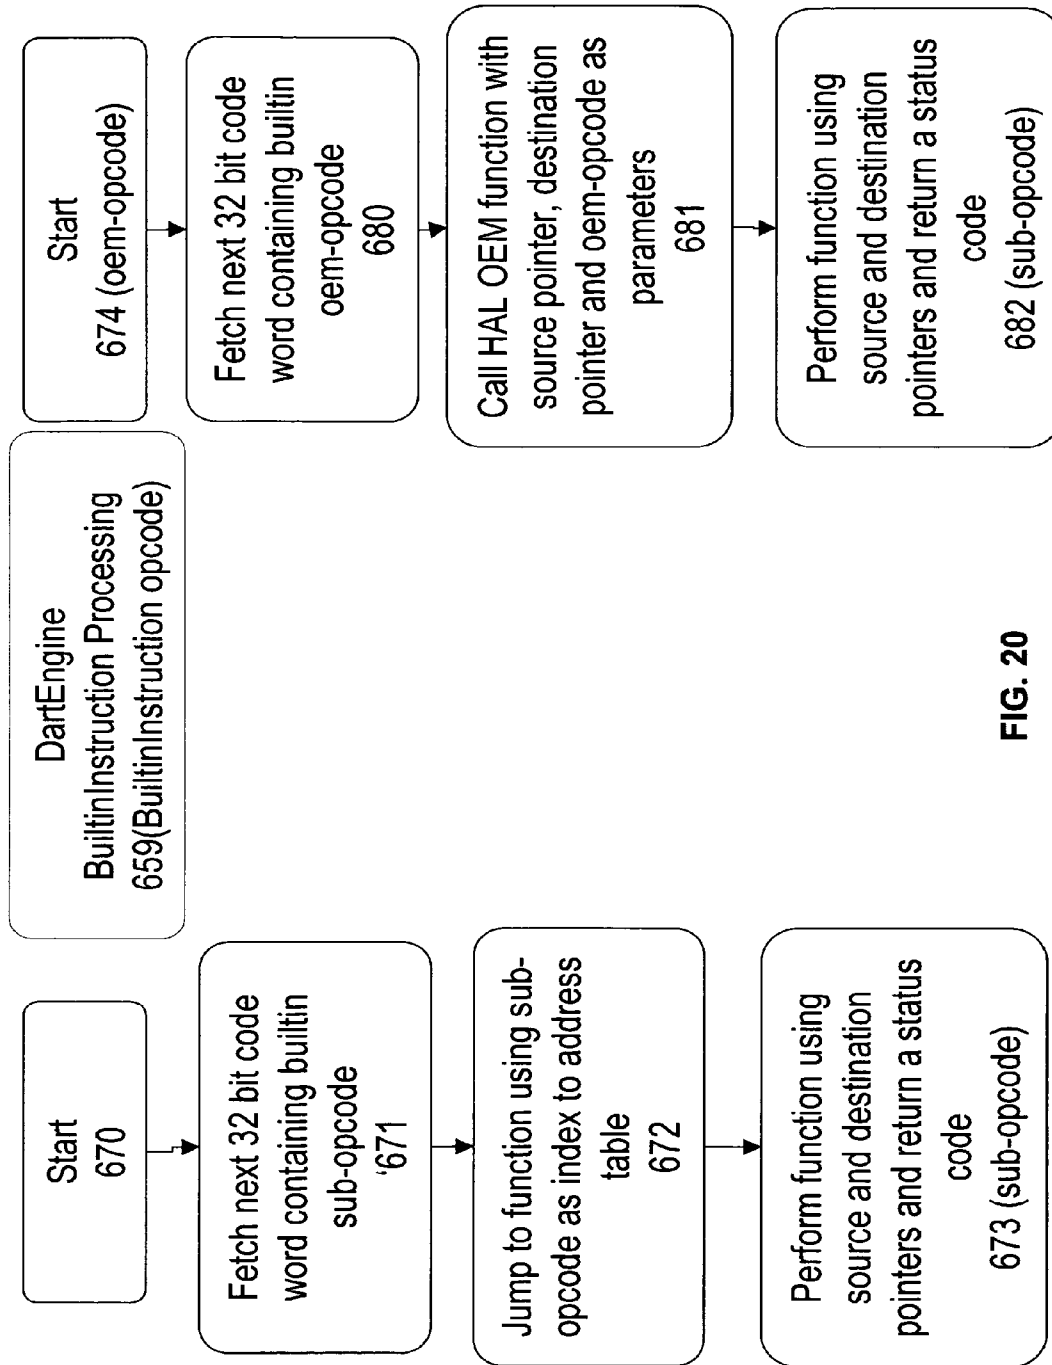 DartEngine
BuiltinInstruction Processing
659(BuiltinInstruction opcode)
Start
670
Fetch next 32 bit code
word containing builtin
sub-opcode
‘671
Jump to function using sub-
opcode as index to address
table
672
Perform function using
source and destination
pointers and return a status
code
673 (sub-opcode)
Start
674 (oem-opcode)
Fetch next 32 bit code
word containing builtin
oem-opcode
680
Call HAL OEM function with
source pointer, destination
pointer and oem-opcode as
parameters
681
Perform function using
source and destination
pointers and return a status
code
682 (sub-opcode)
FIG. 20